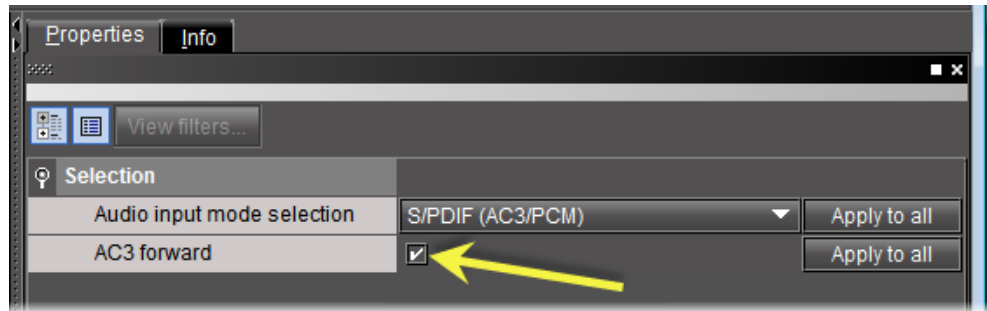 Properties Info
View filters...
Selection
Audio input mode selection S/PDIF (AC3/PCM) Apply to all
AC3 forward Apply to all